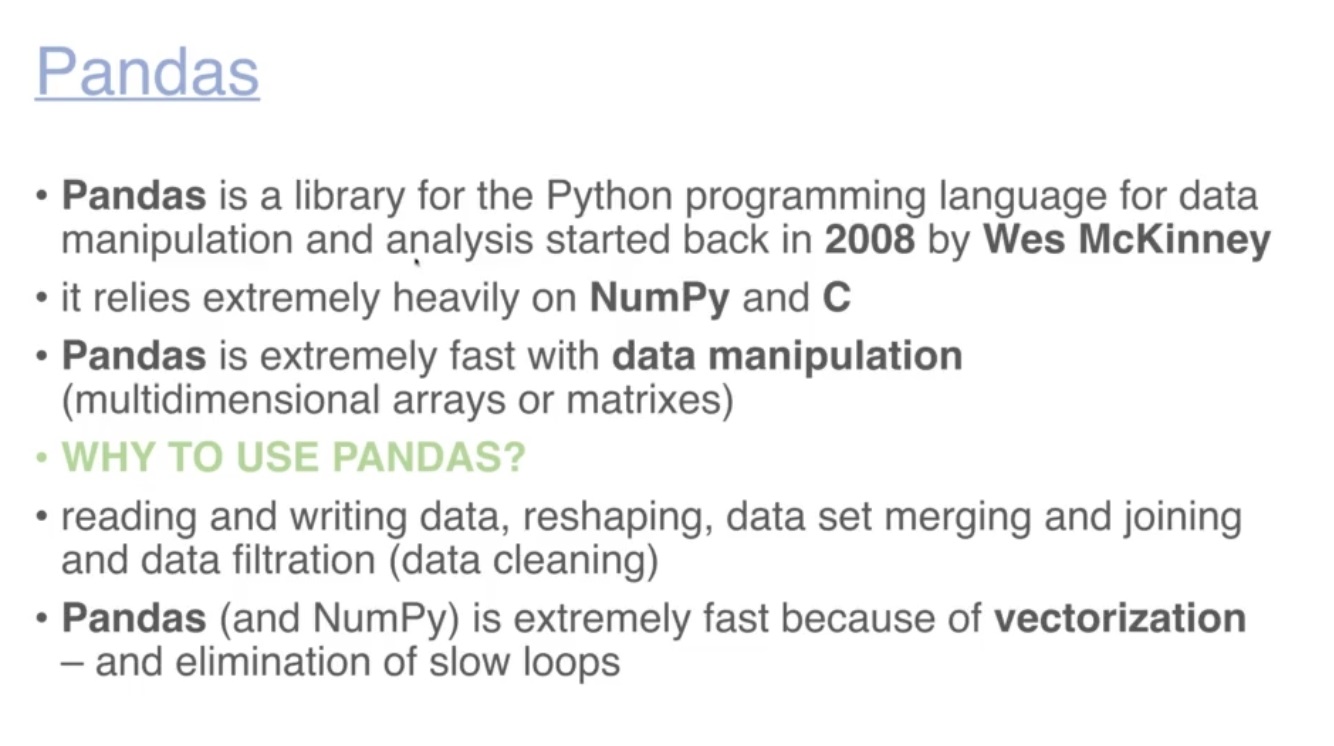 Pandas
• Pandas is a library for the Python programming language for data
manipulation and analysis started back in 2008 by Wes McKinney
• it relies extremely heavily on NumPy and C
• Pandas is extremely fast with data manipulation
(multidimensional arrays or matrixes)
• WHY TO USE PANDAS?
• reading and writing data, reshaping, data set merging and joining
and data filtration (data cleaning)
• Pandas (and NumPy) is extremely fast because of vectorization
– and elimination of slow loops